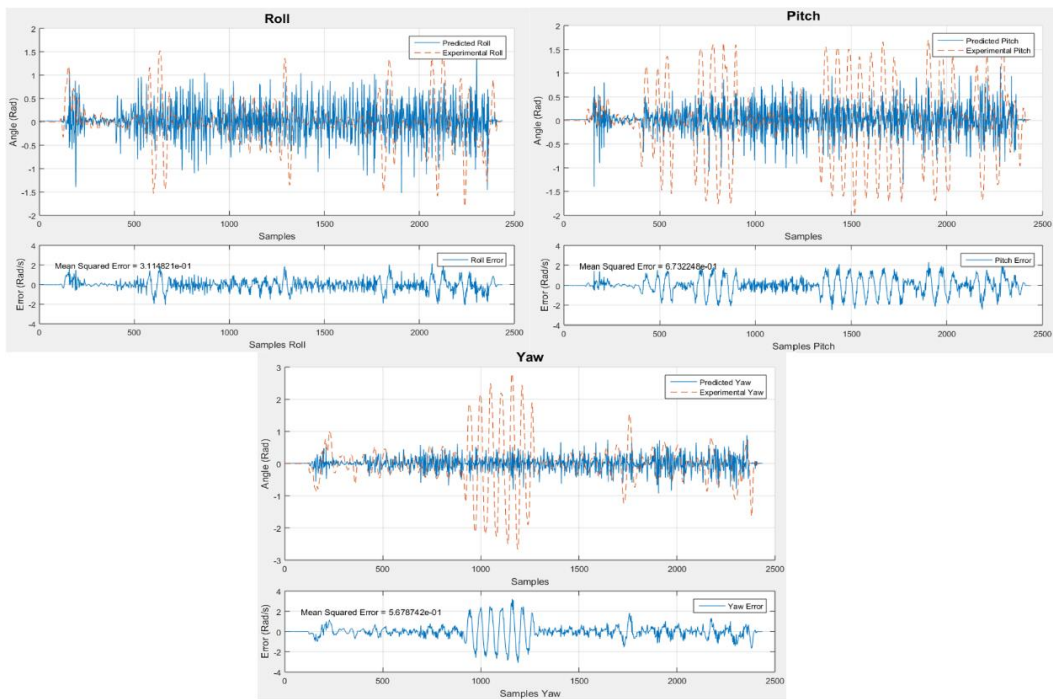 Roll
Predicted Roll
Experimental Roll
Angle (Rad)
2
1.5
1
0.5
0
-0.5
-1
-1.5
-2
0 500 1000 1500 2000 2500
Samples
Mean Squared Error = 3.114821e-01
Roll Error
Error (Rad/s)
4
2
0
-2
-4
0 500 1000 1500 2000 2500
Samples Roll
Pitch
Predicted Pitch
Experimental Pitch
Angle (Rad)
2
1.5
1
0.5
0
-0.5
-1
-1.5
-2
0 500 1000 1500 2000 2500
Samples
Mean Squared Error = 6.732248e-01
Pitch Error
Error (Rad/s)
4
2
0
-2
-4
0 500 1000 1500 2000 2500
Samples Pitch
Yaw
Predicted Yaw
Experimental Yaw
Angle (Rad)
3
2
1
0
-1
-2
-3
0 500 1000 1500 2000 2500
Samples
Mean Squared Error = 5.678742e-01
Yaw Error
Error (Rad/s)
4
2
0
-2
-4
0 500 1000 1500 2000 2500
Samples Yaw